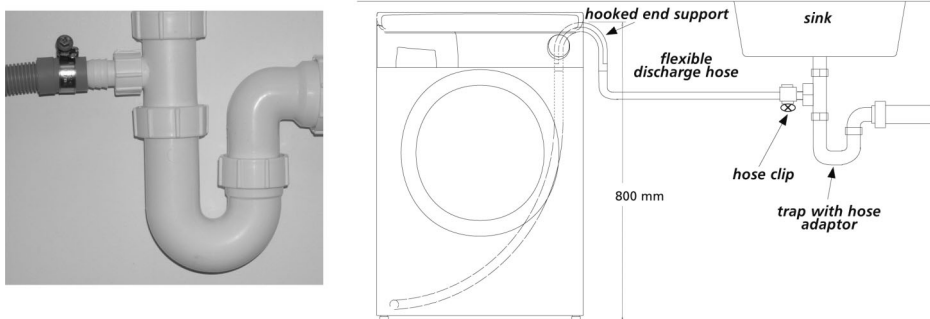 hooked end support
sink
flexible
discharge hose
hose clip
800 mm
trap with hose
adaptor